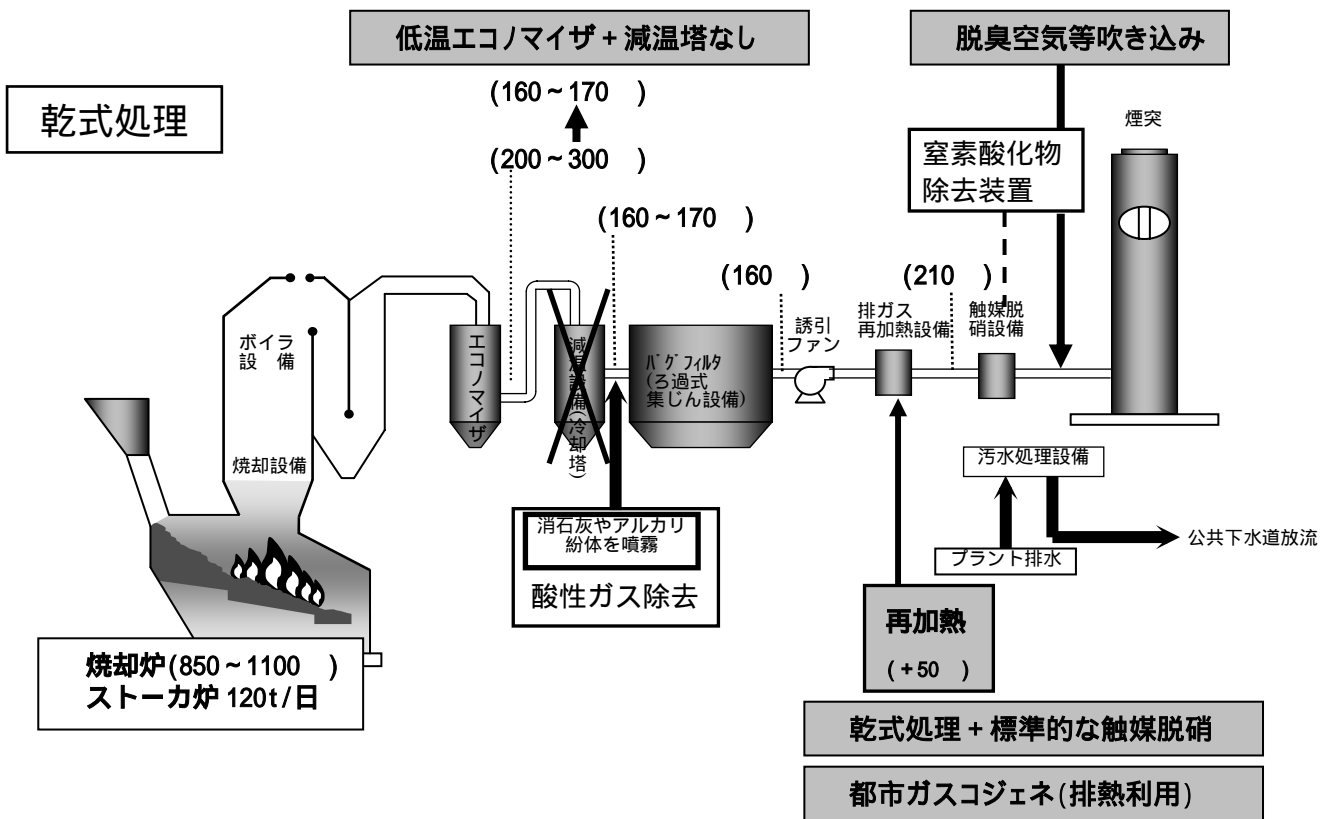 低温エコノマイザ + 減温塔なし
脱臭空気等吹き込み
乾式処理
(160~170 )
(200~300 )
(160~170 )
(160 )
(210 )
窒素酸化物
除去装置
煙突
ボイラ
設 備
焼却設備
エコノマイザ
減温設備(冷却塔)
バグフィルタ
(ろ過式
集じん設備)
誘引
ファン
排ガス
再加熱設備
触媒脱
硝設備
消石灰やアルカリ
紛体を噴霧
酸性ガス除去
汚水処理設備
プラント排水
公共下水道放流
再加熱
(+50 )
焼却炉(850~1100 )
ストーカ炉 120t/日
乾式処理 + 標準的な触媒脱硝
都市ガスコジェネ(排熱利用)